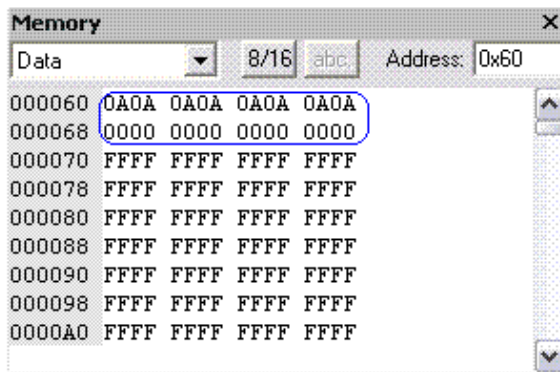 Memory ×
Data 8/16 abc. Address: 0x60
000060 0A0A 0A0A 0A0A 0A0A
000068 0000 0000 0000 0000
000070 FFFF FFFF FFFF FFFF
000078 FFFF FFFF FFFF FFFF
000080 FFFF FFFF FFFF FFFF
000088 FFFF FFFF FFFF FFFF
000090 FFFF FFFF FFFF FFFF
000098 FFFF FFFF FFFF FFFF
0000A0 FFFF FFFF FFFF FFFF